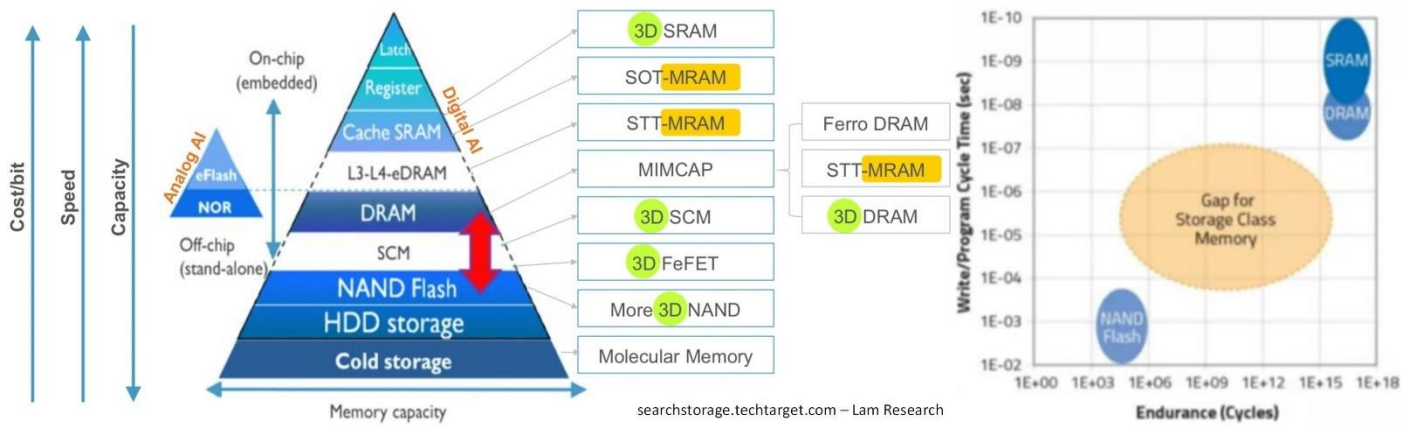 Cost/bit
Speed
Capacity
Analog AI
eFlash
NOR
On-chip
(embedded)
Off-chip
(stand-alone)
Latch
Register
Cache SRAM
L3-L4-eDRAM
DRAM
SCM
NAND Flash
HDD storage
Cold storage
Digital AI
Memory capacity
3D SRAM
SOT-MRAM
STT-MRAM
MIMCAP
3D SCM
3D FeFET
More 3D NAND
Molecular Memory
Ferro DRAM
STT-MRAM
3D DRAM
searchstorage.techtarget.com – Lam Research
Write/Program Cycle Time (sec)
1E-10
1E-09
1E-08
1E-07
1E-06
1E-05
1E-04
1E-03
1E-02
SRAM
DRAM
Gap for
Storage Class
Memory
NAND
Flash
1E+00 1E+03 1E+06 1E+09 1E+12 1E+15 1E+18
Endurance (Cycles)